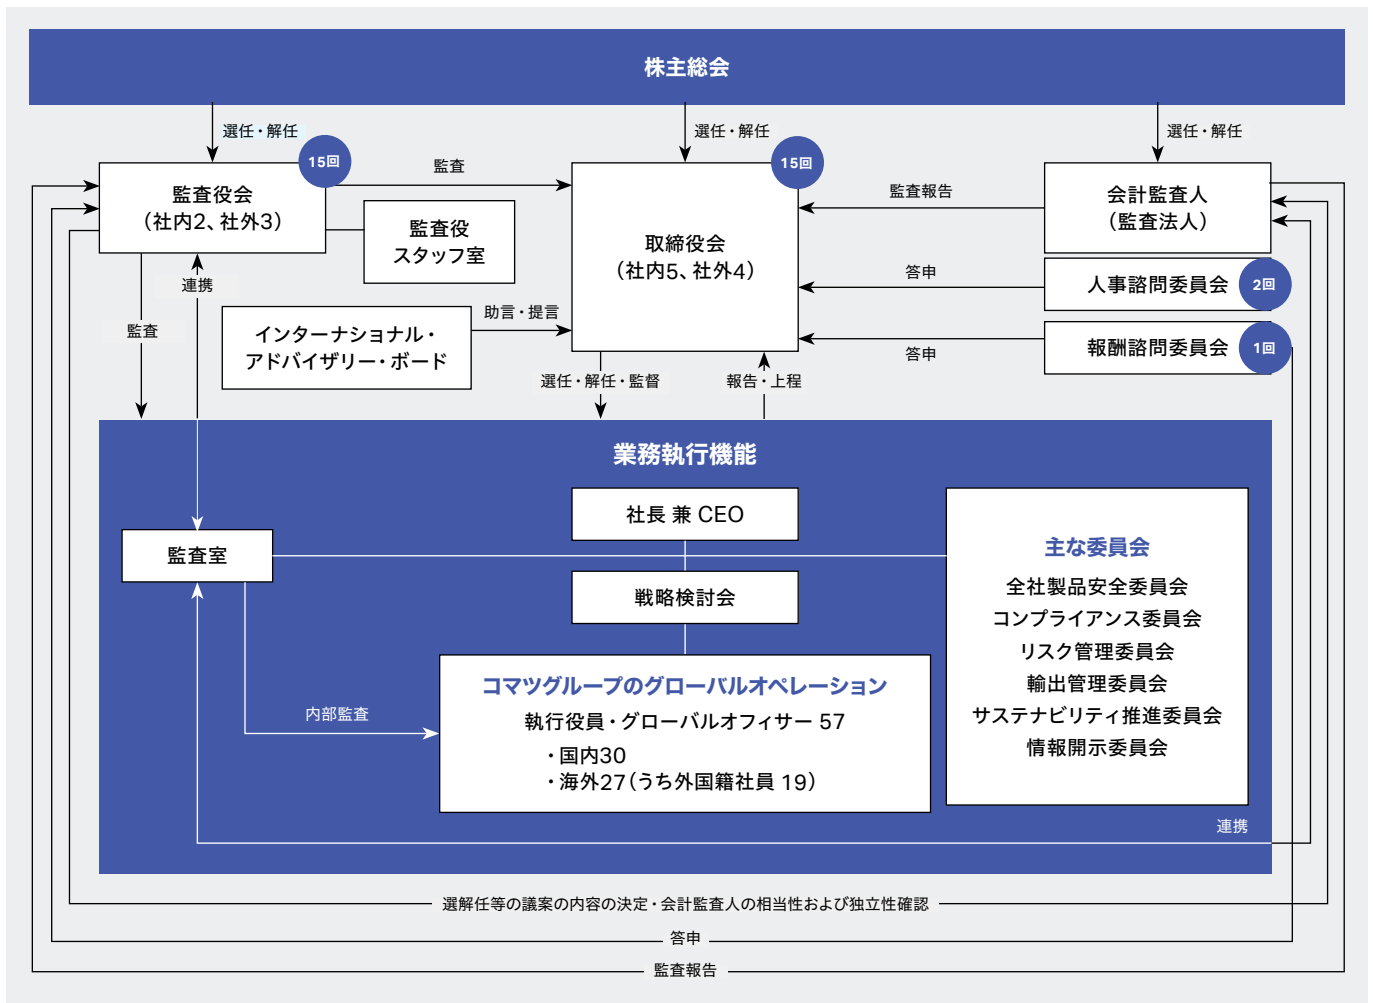 株主総会
選任・解任
選任・解任
選任・解任
15回
15回
監査役会
（社内2、社外3）
監査
監査役
スタッフ室
取締役会
（社内5、社外4）
監査報告
会計監査人
（監査法人）
答申
人事諮問委員会
2回
答申
報酬諮問委員会
1回
連携
監査
助言・提言
インターナショナル・
アドバイザリー・ボード
選任・解任・監督
報告・上程
業務執行機能
社長 兼 CEO
監査室
戦略検討会
内部監査
コマツグループのグローバルオペレーション
執行役員・グローバルオフィサー 57
・国内30
・海外27（うち外国籍社員 19）
主な委員会
全社製品安全委員会
コンプライアンス委員会
リスク管理委員会
輸出管理委員会
サステナビリティ推進委員会
情報開示委員会
連携
選解任等の議案の内容の決定・会計監査人の相当性および独立性確認
答申
監査報告